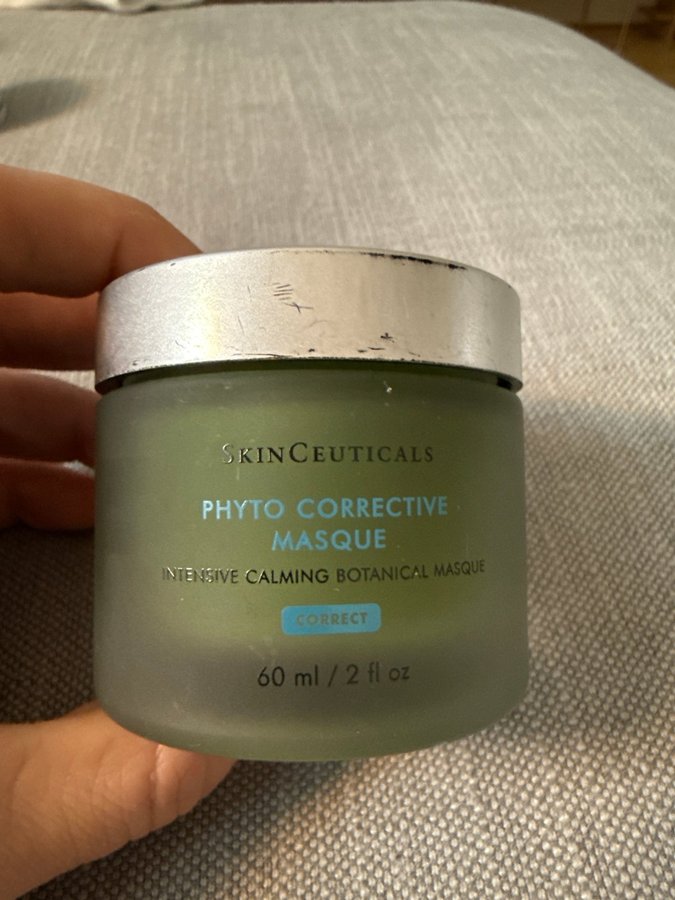 SKINCEUTICALS
PHYTO CORRECTIVE
MASQUE
INTENSIVE CALMING BOTANICAL MASQUE
CORRECT
60 ml / 2 fl oz